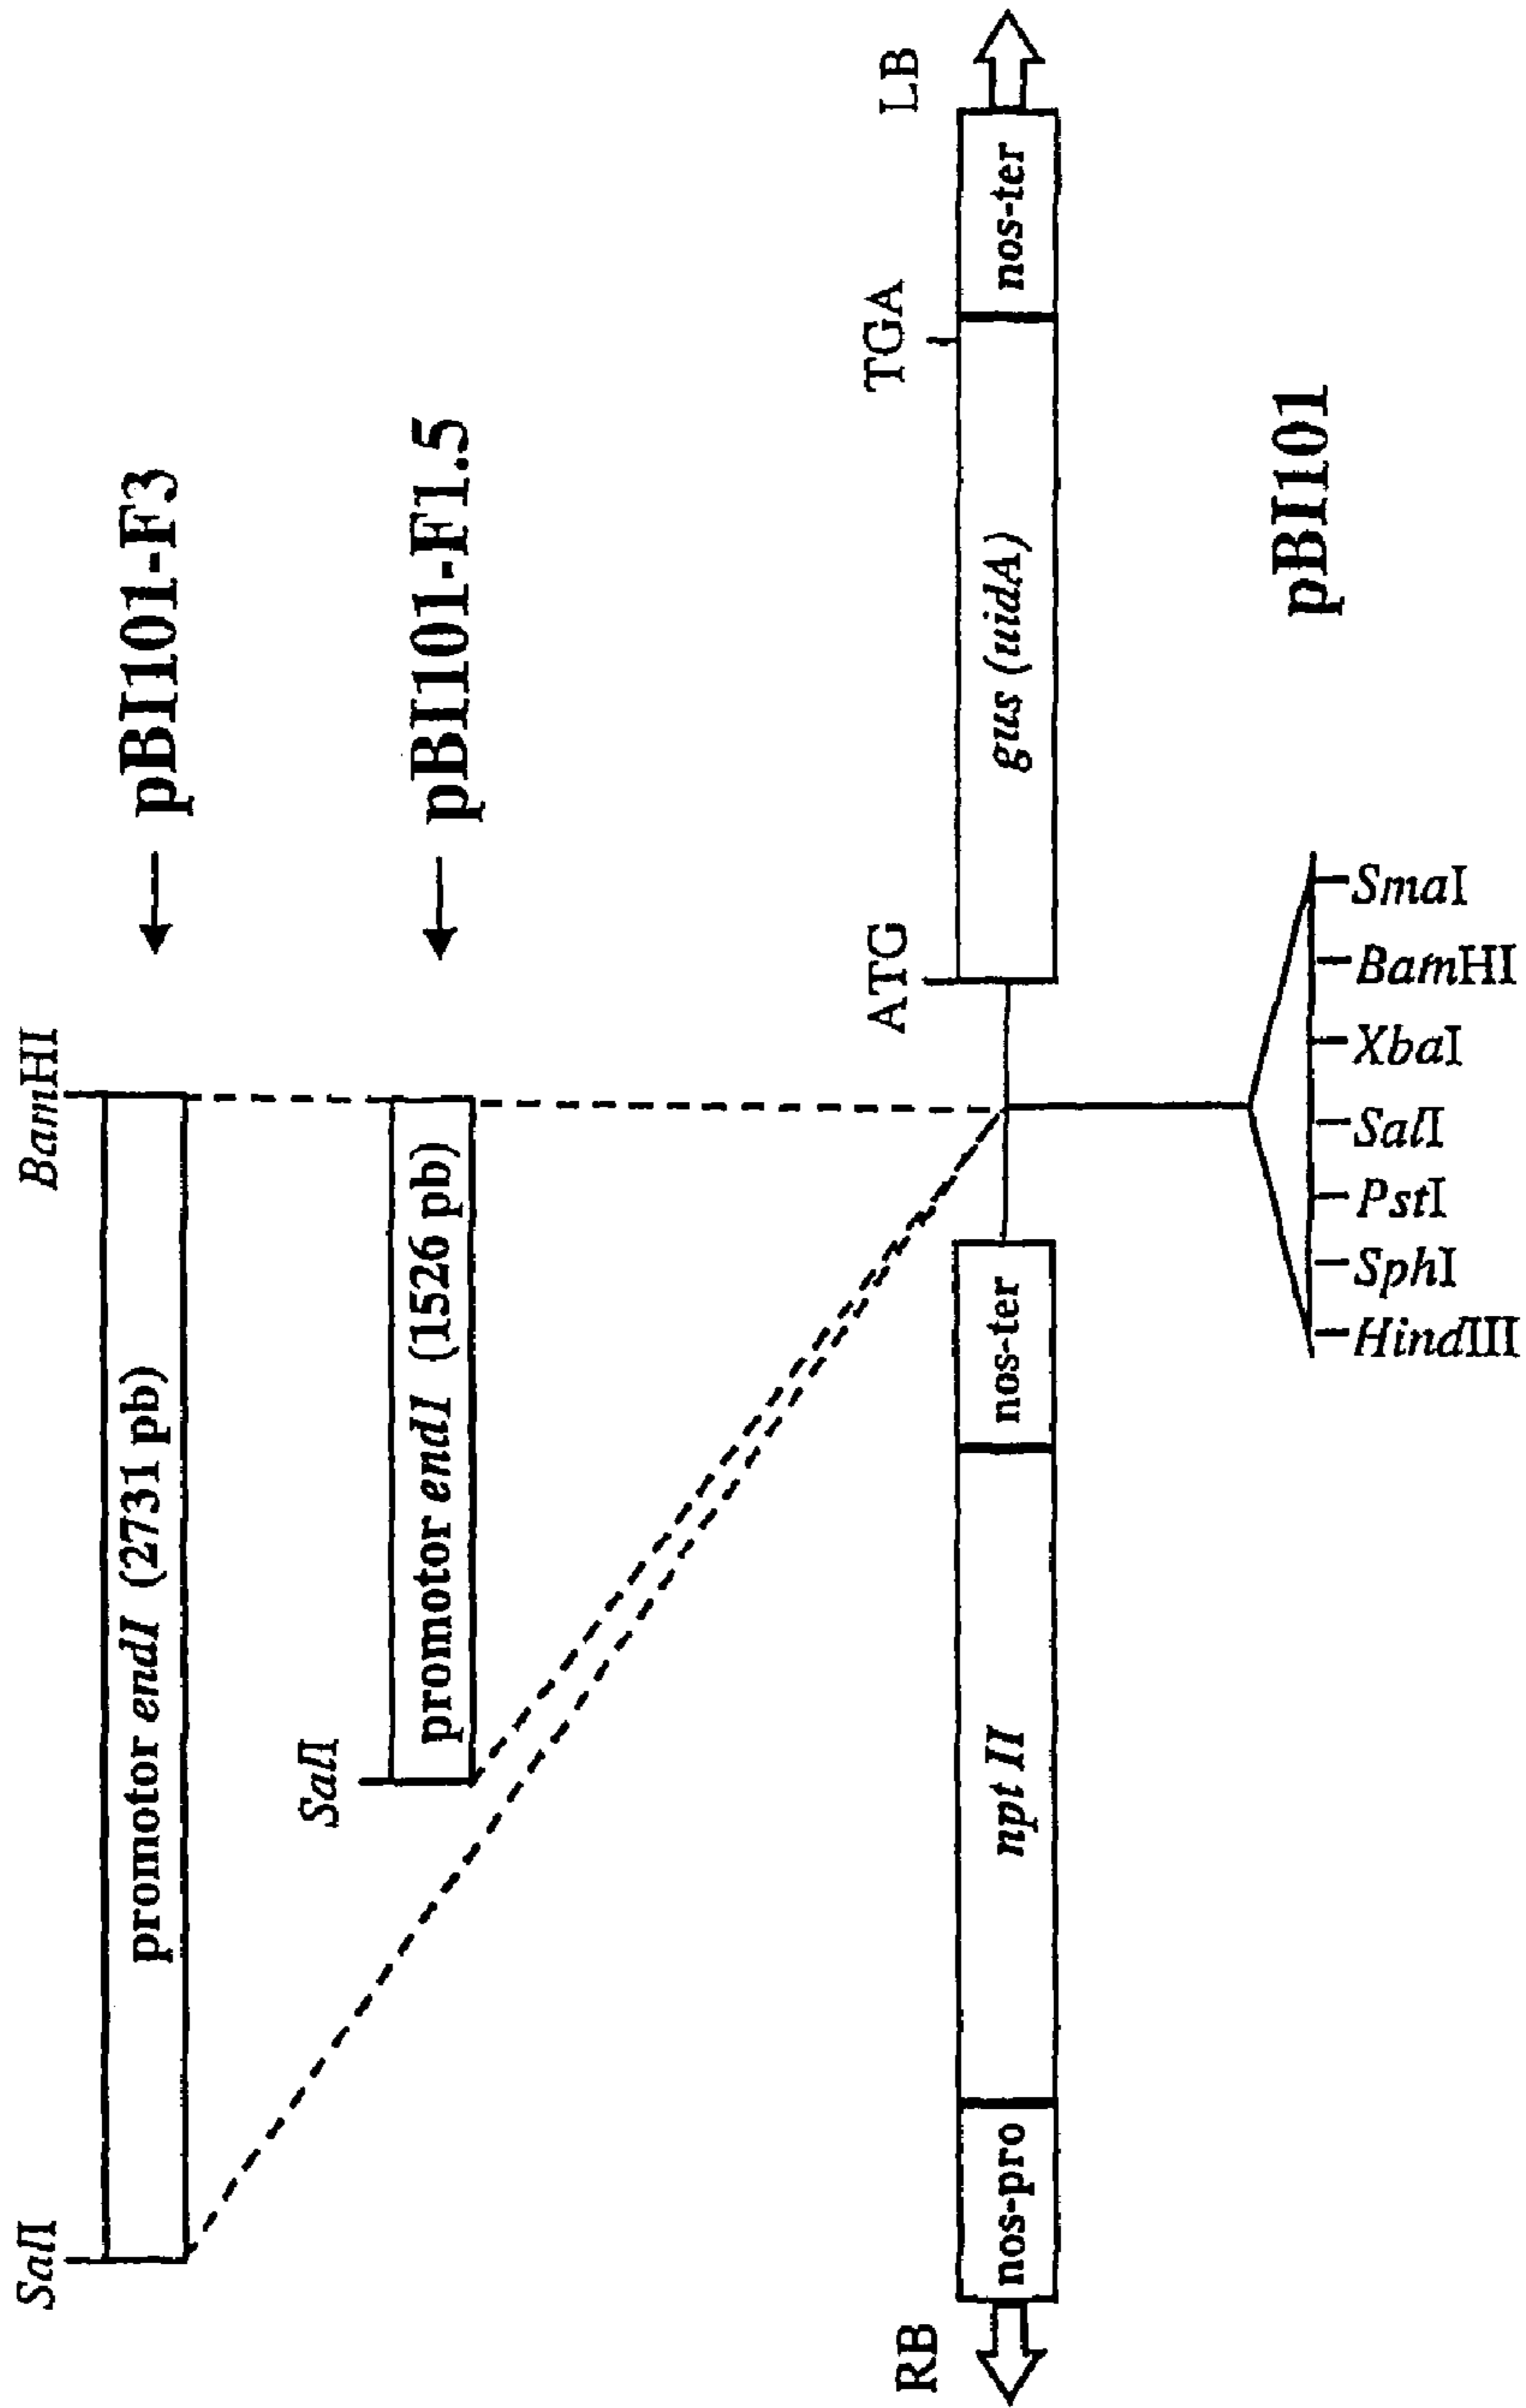 SalI
BamHI
promotor endI (2731 pb)
pBI101-F3
SalI
promotor endI (1526 pb)
pBI101-F1.5
RB
ATG
TGA
LB
nos-pro
npt II
nos-ter
gus (uidA)
nos-ter
HindIII
SphI
PstI
SalI
XbaI
BamHI
SmaI
pBI101